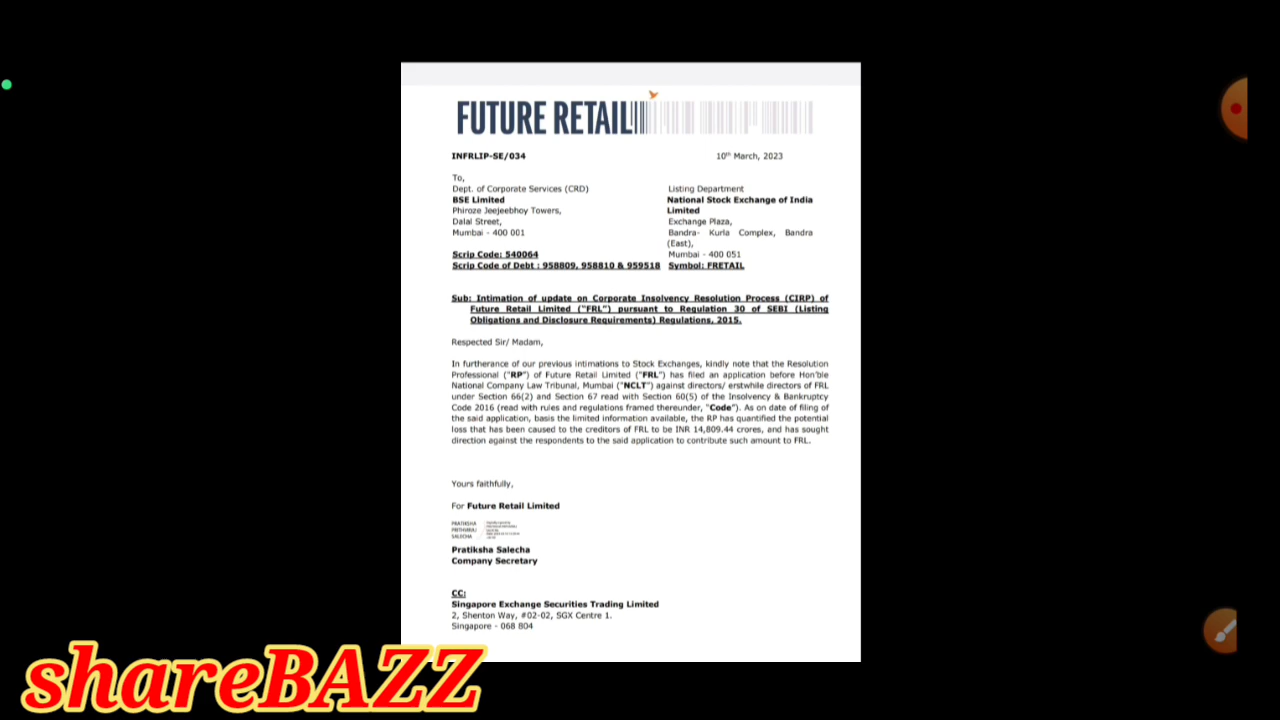 FUTURE RETAIL
INFRLIP-SE/034
10th March, 2023
To,
Dept. of Corporate Services (CRD)
BSE Limited
Phiroze Jeejeebhoy Towers,
Dalal Street,
Mumbai - 400 001
Scrip Code: 540064
Scrip Code of Debt : 958809, 958810 & 959518
Listing Department
National Stock Exchange of India
Limited
Exchange Plaza,
Bandra- Kurla Complex, Bandra
(East),
Mumbai - 400 051
Symbol: FRETAIL
Sub: Intimation of update on Corporate Insolvency Resolution Process (CIRP) of
Future Retail Limited ("FRL") pursuant to Regulation 30 of SEBI (Listing
Obligations and Disclosure Requirements) Regulations, 2015.
Respected Sir/ Madam,
In furtherance of our previous intimations to Stock Exchanges, kindly note that the Resolution
Professional ("RP") of Future Retail Limited ("FRL") has filed an application before Hon'ble
National Company Law Tribunal, Mumbai ("NCLT") against directors/ erstwhile directors of FRL
under Section 66(2) and Section 67 read with Section 60(5) of the Insolvency & Bankruptcy
Code 2016 (read with rules and regulations framed thereunder, "Code"). As on date of filing of
the said application, basis the limited information available, the RP has quantified the potential
loss that has been caused to the creditors of FRL to be INR 14,809.44 crores, and has sought
direction against the respondents to the said application to contribute such amount to FRL.
Yours faithfully,
For Future Retail Limited
PRATIKSHA
SALECHA
Pratiksha Salecha
Company Secretary
CC:
Singapore Exchange Securities Trading Limited
2, Shenton Way, #02-02, SGX Centre 1.
Singapore - 068 804
shareBAZZ